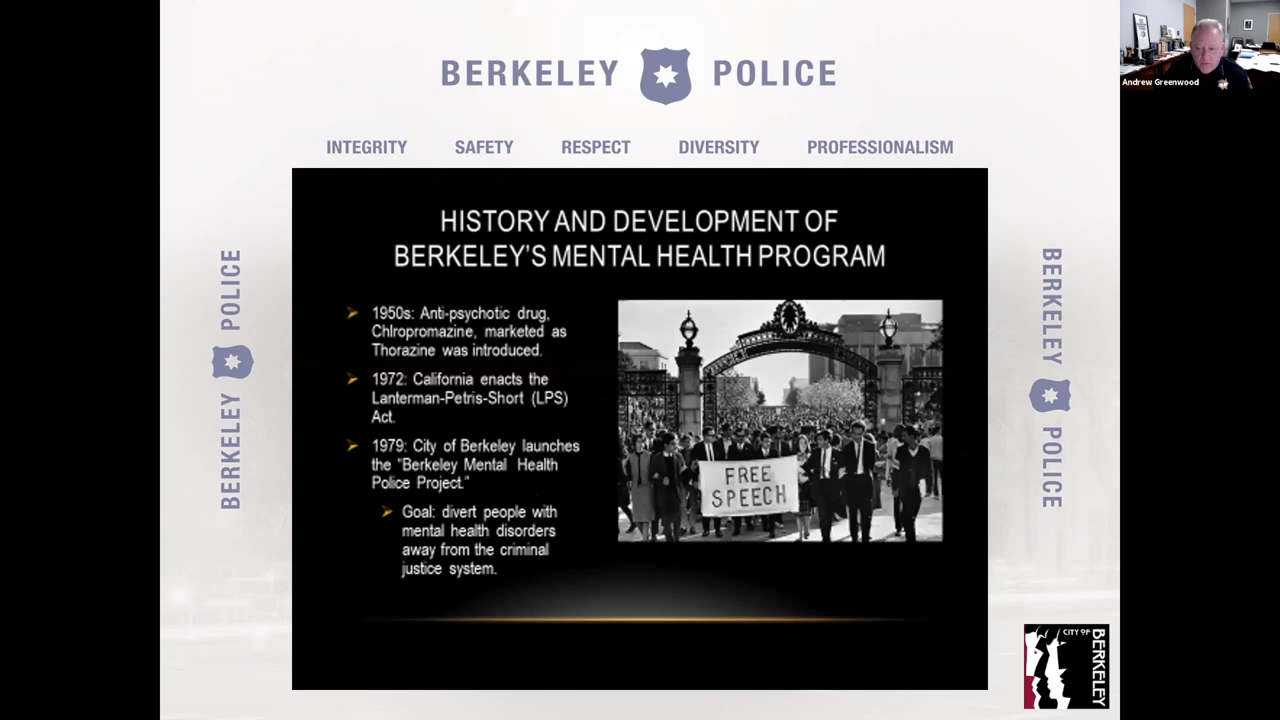 BERKELEY POLICE
Andrew Greenwood
INTEGRITY SAFETY RESPECT DIVERSITY PROFESSIONALISM
HISTORY AND DEVELOPMENT OF
BERKELEY'S MENTAL HEALTH PROGRAM
BERKELEY POLICE
1950s: Anti-psychotic drug,
Chlropromazine, marketed as
Thorazine was introduced.
1972: California enacts the
Lanterman-Petris-Short (LPS)
Act.
1979: City of Berkeley launches
the "Berkeley Mental Health
Police Project."
Goal: divert people with
mental health disorders
away from the criminal
justice system.
FREE
SPEECH
BERKELEY POLICE
CITY OF
BERKELEY